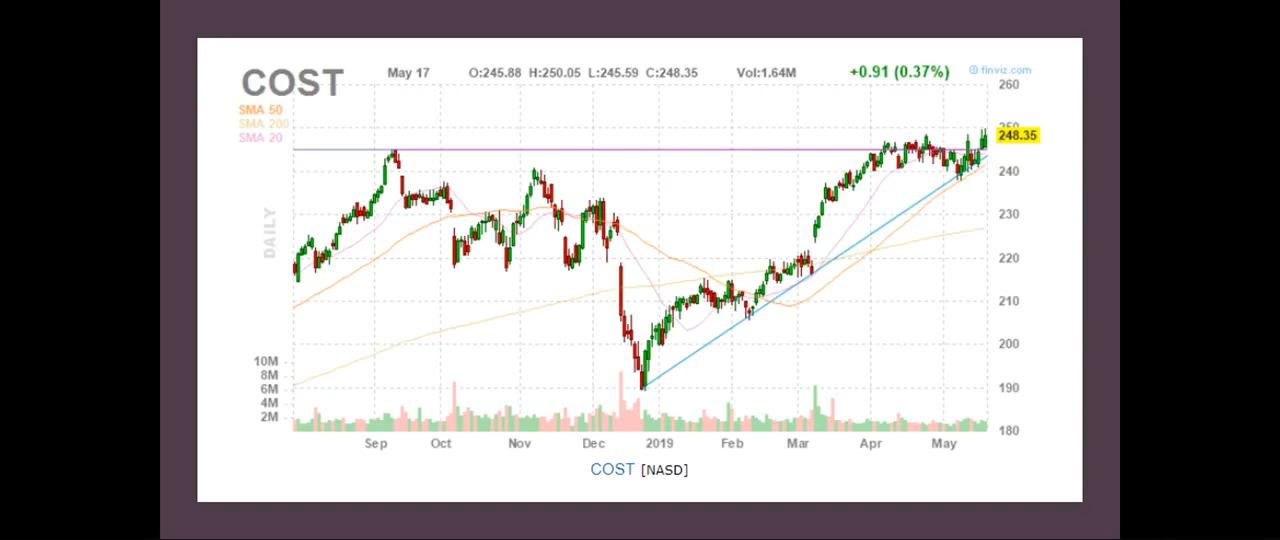 COST May 17 O:245.88 H:250.05 L:245.59 C:248.35 Vol:1.64M +0.91 (0.37%) © finviz.com
SMA 50
SMA 200
SMA 20
DAILY
260
250
248.35
240
230
220
210
200
190
180
10M
8M
6M
4M
2M
Sep Oct Nov Dec 2019 Feb Mar Apr May
COST [NASD]